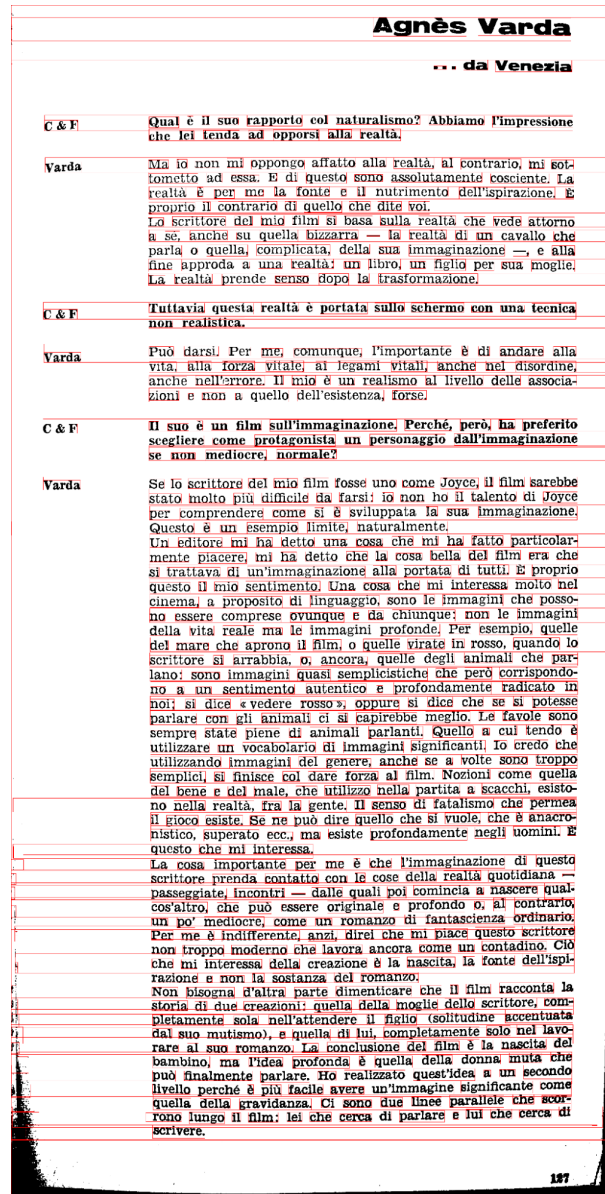 Agnès Varda
... da Venezia
C & F Qual è il suo rapporto col naturalismo? Abbiamo l'impressione
che lei tenda ad opporsi alla realtà.
Varda Ma io non mi oppongo affatto alla realtà, al contrario, mi sot-
tometto ad essa. E di questo sono assolutamente cosciente. La
realtà è per me la fonte e il nutrimento dell'ispirazione. È
proprio il contrario di quello che dite voi.
Lo scrittore del mio film si basa sulla realtà che vede attorno
a sé, anche su quella bizzarra — la realtà di un cavallo che
parla o quella, complicata, della sua immaginazione —, e alla
fine approda a una realtà: un libro, un figlio per sua moglie.
La realtà prende senso dopo la trasformazione.
C & F Tuttavia questa realtà è portata sullo schermo con una tecnica
non realistica.
Varda Può darsi. Per me, comunque, l'importante è di andare alla
vita, alla forza vitale, ai legami vitali, anche nel disordine,
anche nell'errore. Il mio è un realismo al livello delle associa-
zioni e non a quello dell'esistenza, forse.
C & F Il suo è un film sull'immaginazione. Perché, però, ha preferito
scegliere come protagonista un personaggio dall'immaginazione
se non mediocre, normale?
Varda Se lo scrittore del mio film fosse uno come Joyce, il film sarebbe
stato molto più difficile da farsi: io non ho il talento di Joyce
per comprendere come si è sviluppata la sua immaginazione.
Questo è un esempio limite, naturalmente.
Un editore mi ha detto una cosa che mi ha fatto particolar-
mente piacere, mi ha detto che la cosa bella del film era che
si trattava di un'immaginazione alla portata di tutti. È proprio
questo il mio sentimento. Una cosa che mi interessa molto nel
cinema, a proposito di linguaggio, sono le immagini che posso-
no essere comprese ovunque e da chiunque: non le immagini
della vita reale ma le immagini profonde. Per esempio, quelle
del mare che aprono il film, o quelle virate in rosso, quando lo
scrittore si arrabbia, o, ancora, quelle degli animali che par-
lano: sono immagini quasi semplicistiche che però corrispondo-
no a un sentimento autentico e profondamente radicato in
noi: si dice « vedere rosso », oppure si dice che se si potesse
parlare con gli animali ci si capirebbe meglio. Le favole sono
sempre state piene di animali parlanti. Quello a cui tendo è
utilizzare un vocabolario di immagini significanti. Io credo che
utilizzando immagini del genere, anche se a volte sono troppo
semplici, si finisce col dare forza al film. Nozioni come quella
del bene e del male, che utilizzo nella partita a scacchi, esisto-
no nella realtà, fra la gente. Il senso di fatalismo che permea
il gioco esiste. Se ne può dire quello che si vuole, che è anacro-
nistico, superato ecc., ma esiste profondamente negli uomini. È
questo che mi interessa.
La cosa importante per me è che l'immaginazione di questo
scrittore prenda contatto con le cose della realtà quotidiana —
passeggiate, incontri — dalle quali poi comincia a nascere qual-
cos'altro, che può essere originale e profondo o, al contrario,
un po' mediocre, come un romanzo di fantascienza ordinario.
Per me è indifferente, anzi, direi che mi piace questo scrittore
non troppo moderno che lavora ancora come un contadino. Ciò
che mi interessa della creazione è la nascita, la fonte dell'ispi-
razione e non la sostanza del romanzo.
Non bisogna d'altra parte dimenticare che il film racconta la
storia di due creazioni: quella della moglie dello scrittore, com-
pletamente sola nell'attendere il figlio (solitudine accentuata
dal suo mutismo), e quella di lui, completamente solo nel lavo-
rare al suo romanzo. La conclusione del film è la nascita del
bambino, ma l'idea profonda è quella della donna muta che
può finalmente parlare. Ho realizzato quest'idea a un secondo
livello perché è più facile avere un'immagine significante come
quella della gravidanza. Ci sono due linee parallele che scor-
rono lungo il film: lei che cerca di parlare e lui che cerca di
scrivere.
127